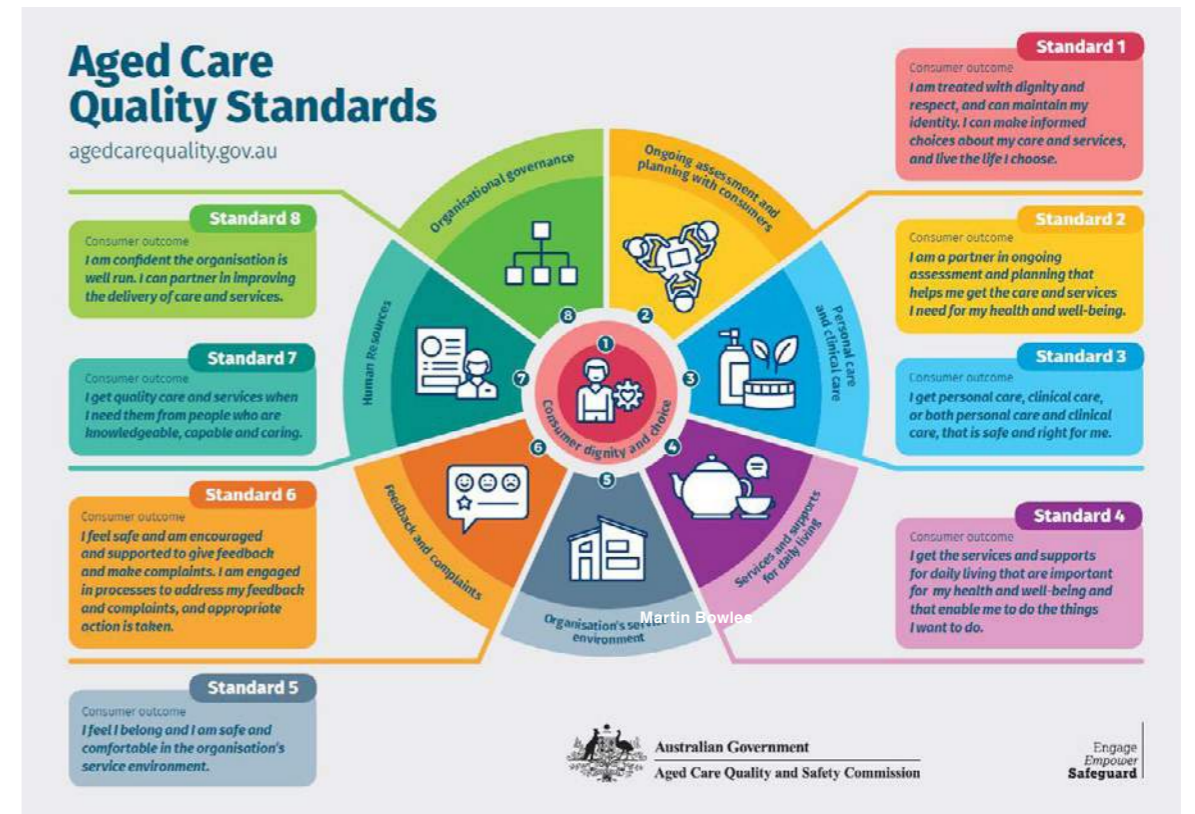 Aged Care
Quality Standards
agedcarequality.gov.au
Standard 1
Consumer outcome
I am treated with dignity and
respect, and can maintain my
identity. I can make informed
choices about my care and services,
and live the life I choose.
Standard 2
Consumer outcome
I am a partner in ongoing
assessment and planning that
helps me get the care and services
I need for my health and well-being.
Standard 3
Consumer outcome
I get personal care, clinical care,
or both personal care and clinical
care, that is safe and right for me.
Standard 4
Consumer outcome
I get the services and supports
for daily living that are important
for my health and well-being and
that enable me to do the things
I want to do.
Standard 8
Consumer outcome
I am confident the organisation is
well run. I can partner in improving
the delivery of care and services.
Standard 7
Consumer outcome
I get quality care and services when
I need them from people who are
knowledgeable, capable and caring.
Standard 6
Consumer outcome
I feel safe and am encouraged
and supported to give feedback
and make complaints. I am engaged
in processes to address my feedback
and complaints, and appropriate
action is taken.
Standard 5
Consumer outcome
I feel I belong and I am safe and
comfortable in the organisation's
service environment.
Organisational governance
Ongoing assessment and
planning with consumers
Personal care
and clinical care
Services and supports
for daily living
Organisation's
environment
Martin Bowles
Feedback and complaints
Human Resources
1
Consumer dignity and choice
2
3
4
5
6
7
8
Australian Government
Aged Care Quality and Safety Commission
Engage
Empower
Safeguard